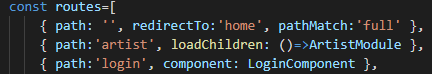 const routes=[
    { path: '', redirectTo:'home', pathMatch:'full' },
    { path:'artist', loadChildren: ()=>ArtistModule },
    { path:'login', component: LoginComponent },